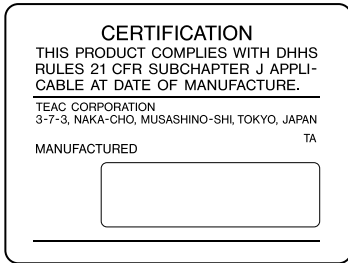 CERTIFICATION
THIS PRODUCT COMPLIES WITH DHHS
RULES 21 CFR SUBCHAPTER J APPLI-
CABLE AT DATE OF MANUFACTURE.
TEAC CORPORATION
3-7-3, NAKA-CHO, MUSASHINO-SHI, TOKYO, JAPAN
TA
MANUFACTURED